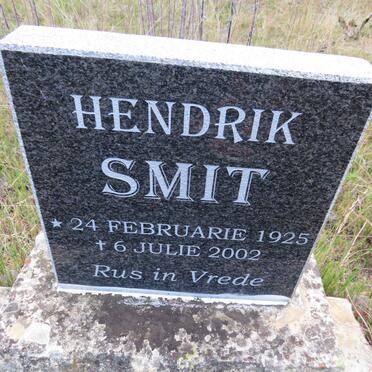 HENDRIK
SMIT
* 24 FEBRUARIE 1925
† 6 JULIE 2002
Rus in Vrede